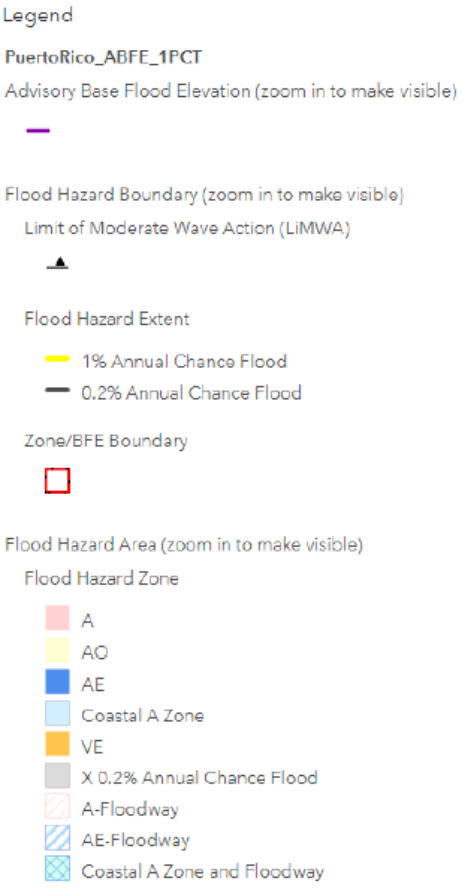 Legend
PuertoRico_ABFE_1PCT
Advisory Base Flood Elevation (zoom in to make visible)
Flood Hazard Boundary (zoom in to make visible)
Limit of Moderate Wave Action (LiMWA)
Flood Hazard Extent
1% Annual Chance Flood
0.2% Annual Chance Flood
Zone/BFE Boundary
Flood Hazard Area (zoom in to make visible)
Flood Hazard Zone
A
AO
AE
Coastal A Zone
VE
X 0.2% Annual Chance Flood
A-Floodway
AE-Floodway
Coastal A Zone and Floodway